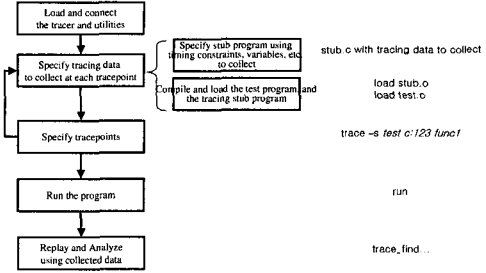 Load and connect
the tracer and utilities
Specify tracing data
to collect at each tracepoint
Specify stub program using
timing constraints, variables, etc.
to collect
Compile and load the test program, and
the tracing stub program
stub.c with tracing data to collect
load stub.o
load test.o
Specify tracepoints
trace –s test c:123 func1
Run the program
run
Replay and Analyze
using collected data
trace_find...